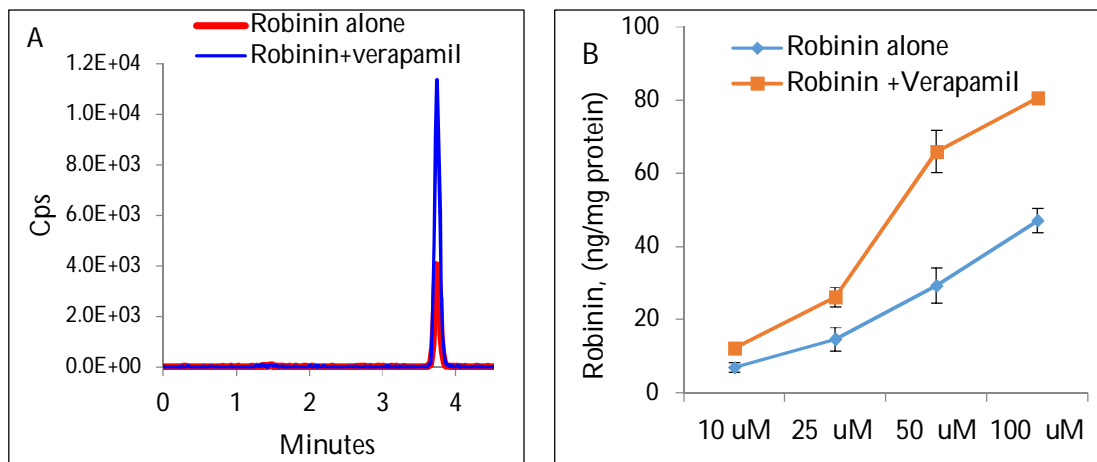 A
Robinin alone
Robinin+verapamil
1.2E+04
1.0E+04
8.0E+03
6.0E+03
4.0E+03
2.0E+03
0.0E+00
Cps
0 1 2 3 4
Minutes
B
Robinin alone
Robinin +Verapamil
100
80
60
40
20
0
Robinin, (ng/mg protein)
10 uM 25 uM 50 uM 100 uM